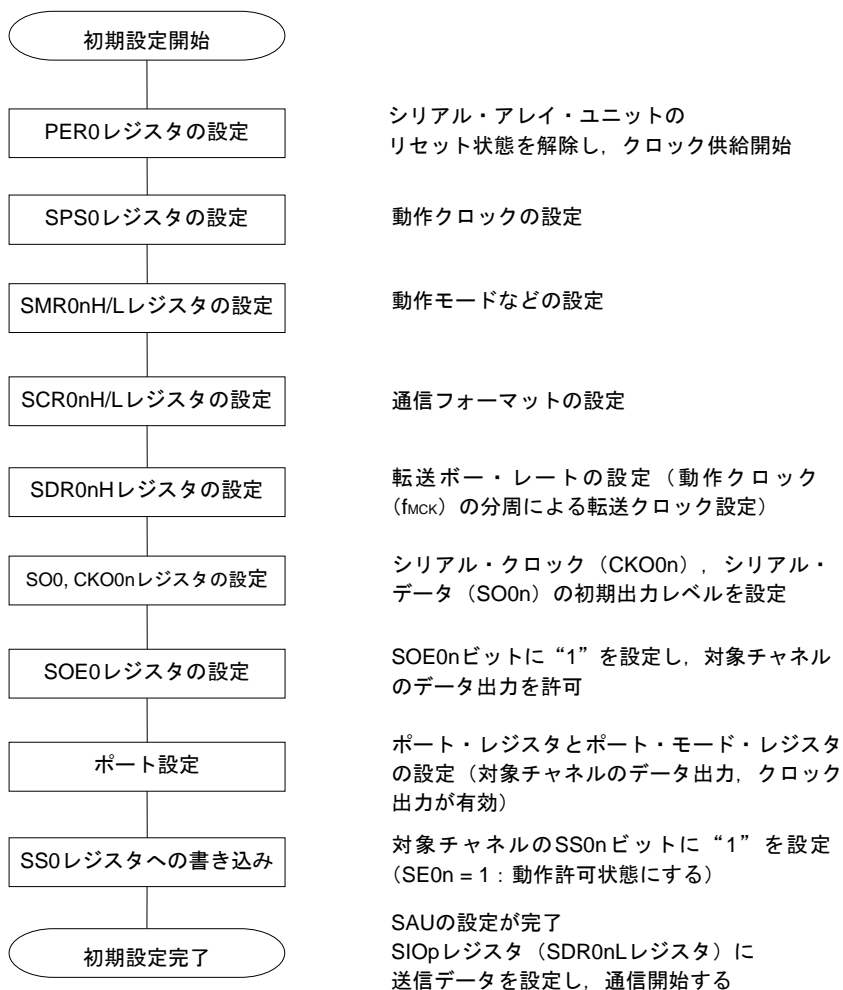 初期設定開始
PER0レジスタの設定
シリアル・アレイ・ユニットの
リセット状態を解除し，クロック供給開始
SPS0レジスタの設定
動作クロックの設定
SMR0nH/Lレジスタの設定
動作モードなどの設定
SCR0nH/Lレジスタの設定
通信フォーマットの設定
SDR0nHレジスタの設定
転送ボー・レートの設定（動作クロック
（fMCK）の分周による転送クロック設定）
SO0, CKO0nレジスタの設定
シリアル・クロック（CKO0n），シリアル・
データ（SO0n）の初期出力レベルを設定
SOE0レジスタの設定
SOE0nビットに“1”を設定し，対象チャネル
のデータ出力を許可
ポート設定
ポート・レジスタとポート・モード・レジスタ
の設定（対象チャネルのデータ出力，クロック
出力が有効）
SS0レジスタへの書き込み
対象チャネルのSS0nビットに“1”を設定
（SE0n = 1：動作許可状態にする）
初期設定完了
SAUの設定が完了
SIOpレジスタ（SDR0nLレジスタ）に
送信データを設定し，通信開始する